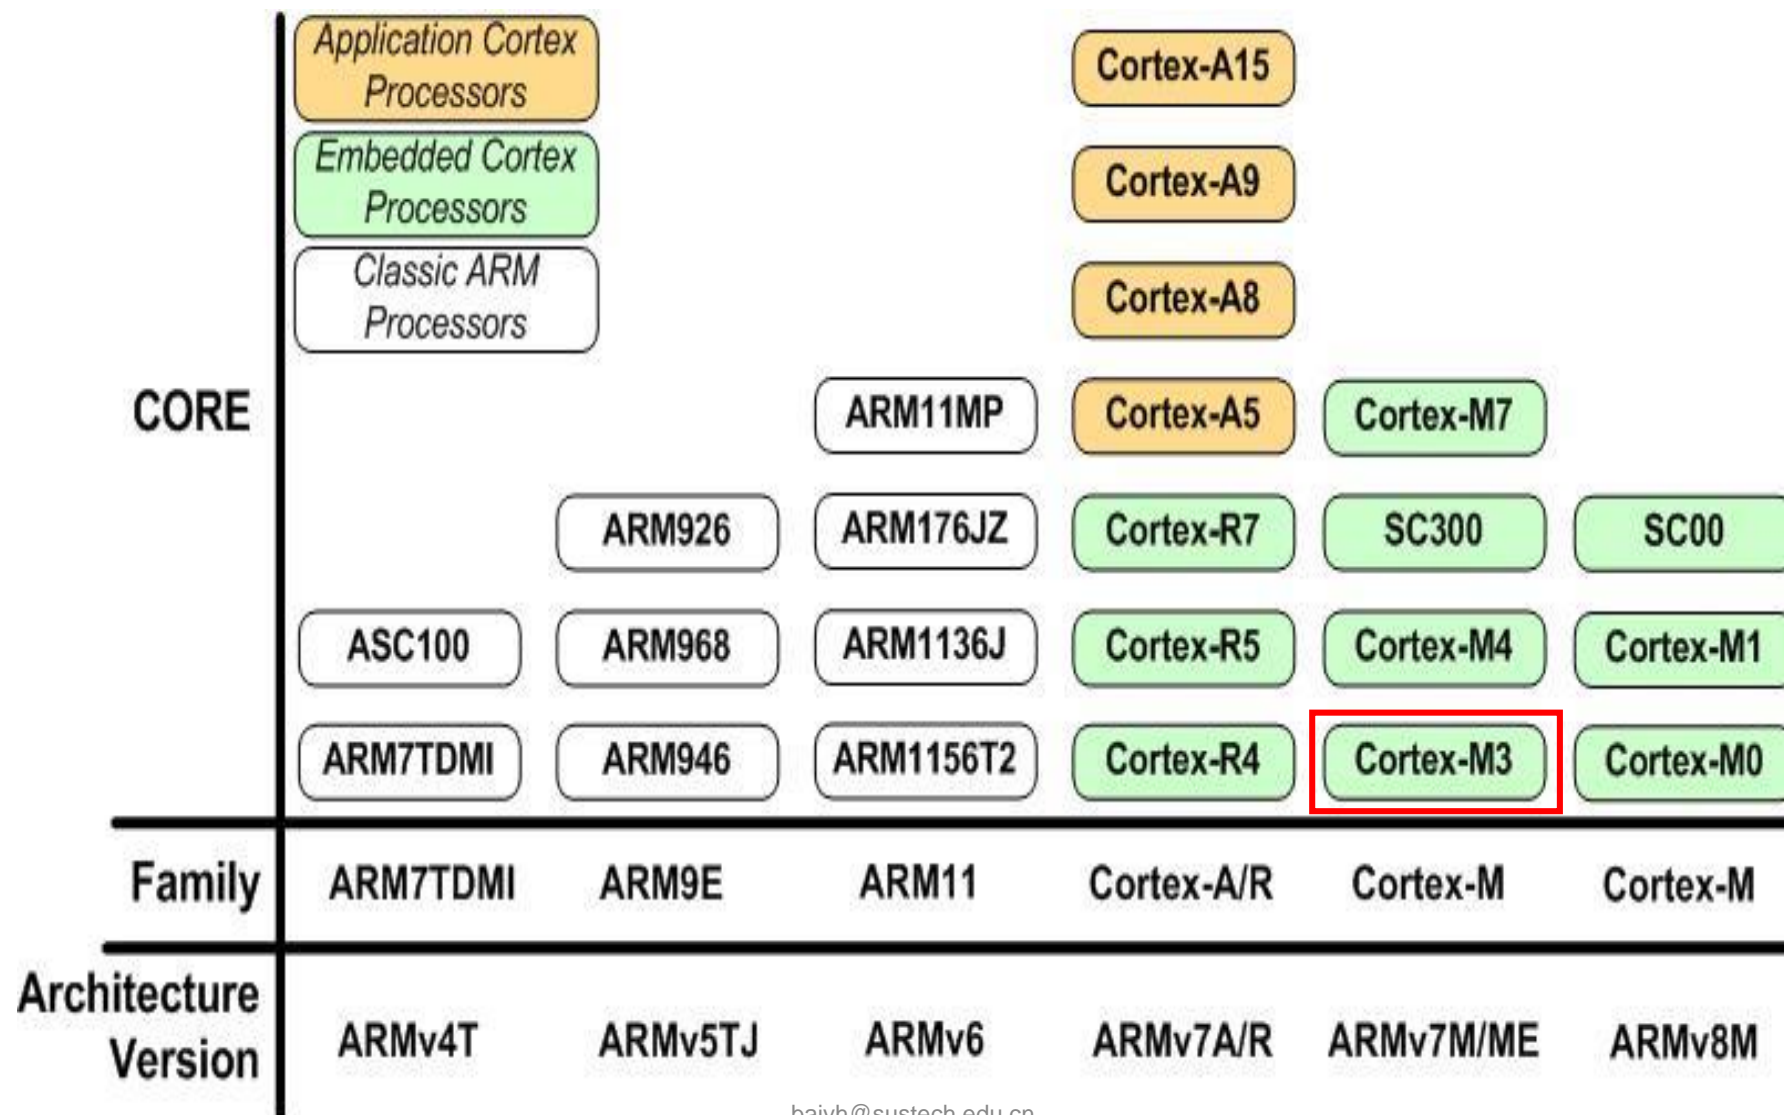 Application Cortex
Processors
Embedded Cortex
Processors
Classic ARM
Processors
CORE
Cortex-A15
Cortex-A9
Cortex-A8
ARM11MP
Cortex-A5
Cortex-M7
ARM926
ARM176JZ
Cortex-R7
SC300
SC00
ASC100
ARM968
ARM1136J
Cortex-R5
Cortex-M4
Cortex-M1
ARM7TDMI
ARM946
ARM1156T2
Cortex-R4
Cortex-M3
Cortex-M0
Family
ARM7TDMI
ARM9E
ARM11
Cortex-A/R
Cortex-M
Cortex-M
Architecture
Version
ARMv4T
ARMv5TJ
ARMv6
ARMv7A/R
ARMv7M/ME
ARMv8M